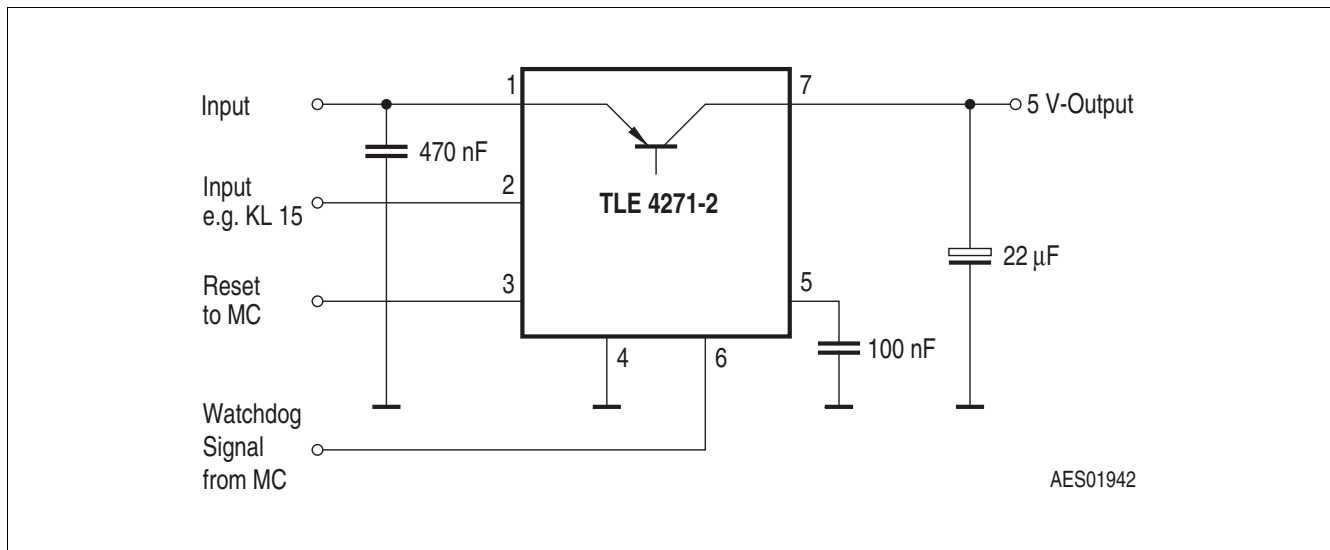 1
7
Input
5 V-Output
470 nF
Input
e.g. KL 15
2
TLE 4271-2
22 μF
Reset
to MC
3
5
100 nF
4
6
Watchdog
Signal
from MC
AES01942